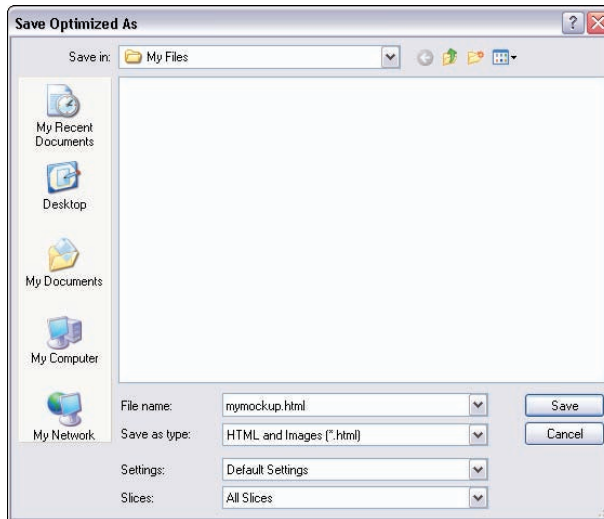 Save Optimized As
Save in: My Files
My Recent
Documents
Desktop
My Documents
My Computer
My Network
File name: mymockup.html Save
Save as type: HTML and Images (*.html) Cancel
Settings: Default Settings
Slices: All Slices